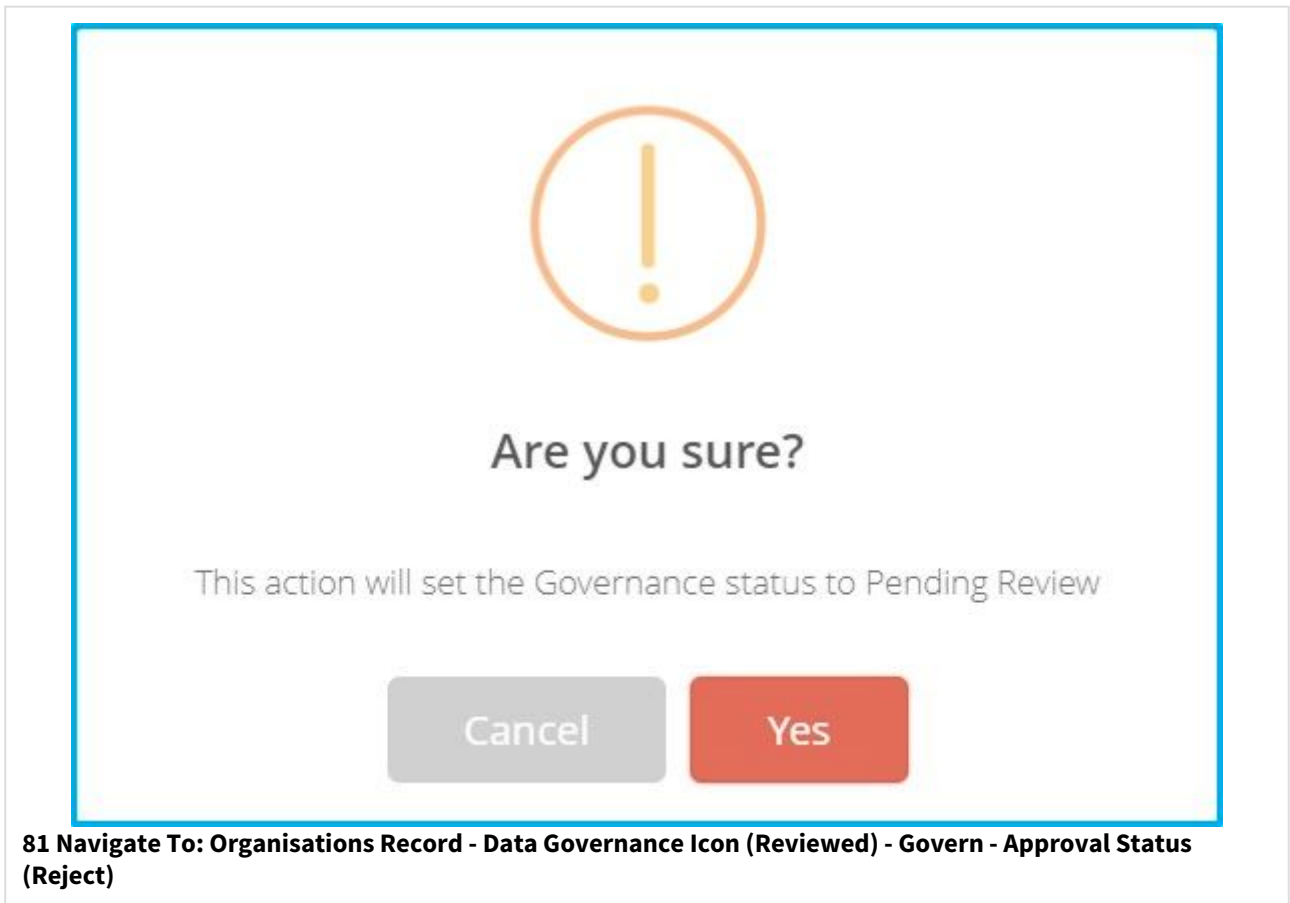 Are you sure?
This action will set the Governance status to Pending Review
Cancel
Yes
81 Navigate To: Organisations Record - Data Governance Icon (Reviewed) - Govern - Approval Status
(Reject)